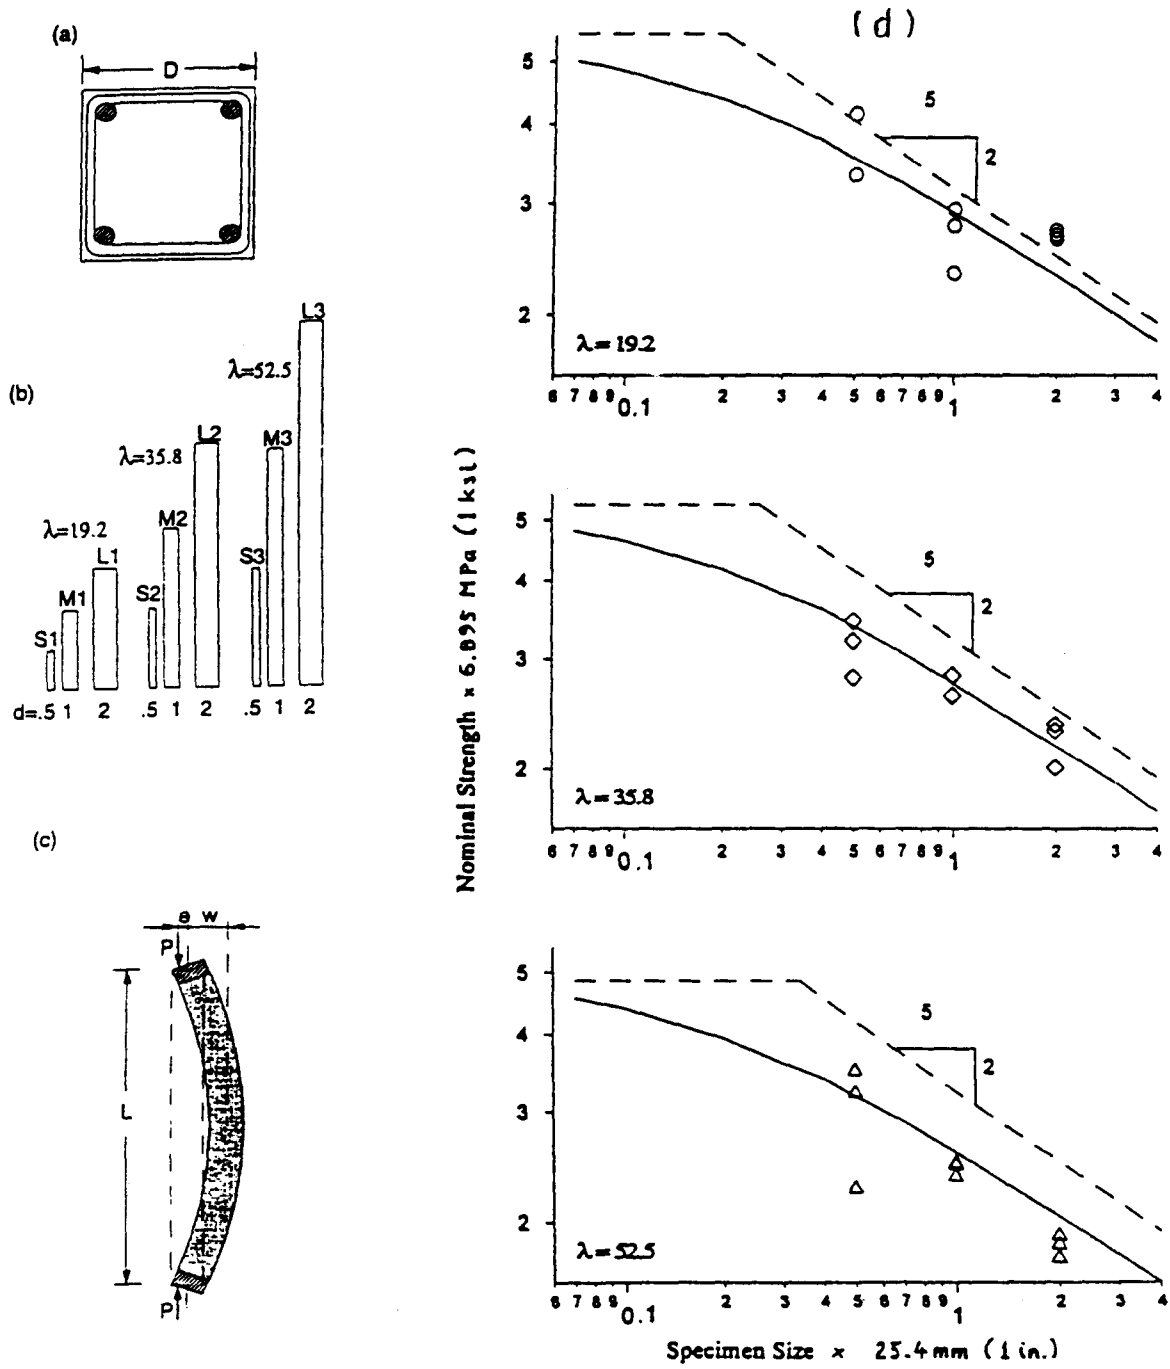 (a)
D
(b)
λ=19.2
S1
M1
L1
λ=35.8
S2
M2
L2
λ=52.5
S3
M3
L3
d=.5 1 2 .5 1 2 .5 1 2
(c)
e w
P
L
P
(d)
Nominal Strength × 6.895 MPa (1 ksi)
5
4
3
2
5
2
λ=19.2
6 7 8 9 0.1 2 3 4 5 6 7 8 9 1 2 3 4
5
4
3
2
5
2
λ=35.8
6 7 8 9 0.1 2 3 4 5 6 7 8 9 1 2 3 4
5
4
3
2
5
2
λ=52.5
6 7 8 9 0.1 2 3 4 5 6 7 8 9 1 2 3 4
Specimen Size × 25.4mm (1 in.)